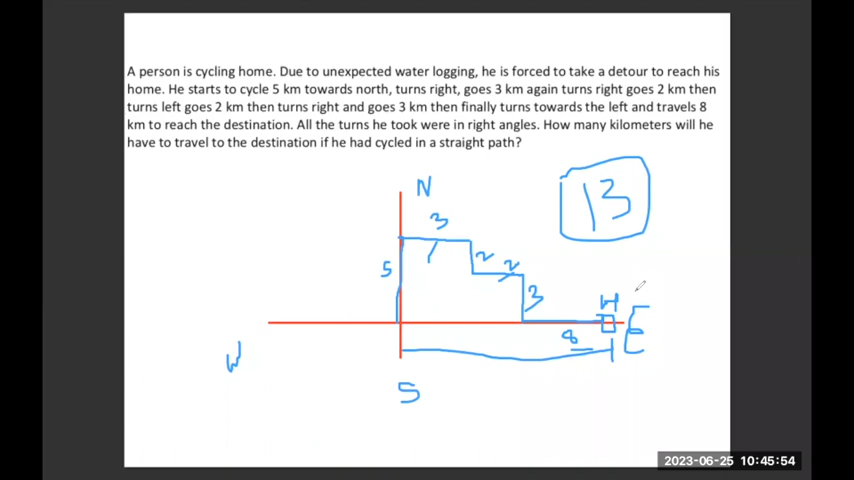 A person is cycling home. Due to unexpected water logging, he is forced to take a detour to reach his
home. He starts to cycle 5 km towards north, turns right, goes 3 km again turns right goes 2 km then
turns left goes 2 km then turns right and goes 3 km then finally turns towards the left and travels 8
km to reach the destination. All the turns he took were in right angles. How many kilometers will he
have to travel to the destination if he had cycled in a straight path?
N
13
3
5
2
2
3
H
E
8
W
S
2023-06-25 10:45:54